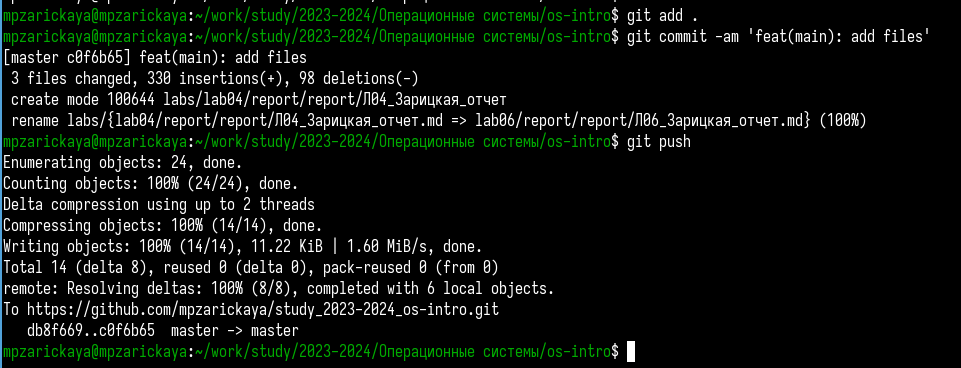 mpzarickaya@mpzarickaya:~/work/study/2023-2024/Операционные системы/os-intro$ git add .
mpzarickaya@mpzarickaya:~/work/study/2023-2024/Операционные системы/os-intro$ git commit -am 'feat(main): add files'
[master c0f6b65] feat(main): add files
 3 files changed, 330 insertions(+), 98 deletions(-)
 create mode 100644 labs/lab04/report/report/Л04_Зарицкая_отчет
 rename labs/{lab04/report/report/Л04_Зарицкая_отчет.md => lab06/report/report/Л06_Зарицкая_отчет.md} (100%)
mpzarickaya@mpzarickaya:~/work/study/2023-2024/Операционные системы/os-intro$ git push
Enumerating objects: 24, done.
Counting objects: 100% (24/24), done.
Delta compression using up to 2 threads
Compressing objects: 100% (14/14), done.
Writing objects: 100% (14/14), 11.22 KiB | 1.60 MiB/s, done.
Total 14 (delta 8), reused 0 (delta 0), pack-reused 0 (from 0)
remote: Resolving deltas: 100% (8/8), completed with 6 local objects.
To https://github.com/mpzarickaya/study_2023-2024_os-intro.git
   db8f669..c0f6b65  master -> master
mpzarickaya@mpzarickaya:~/work/study/2023-2024/Операционные системы/os-intro$